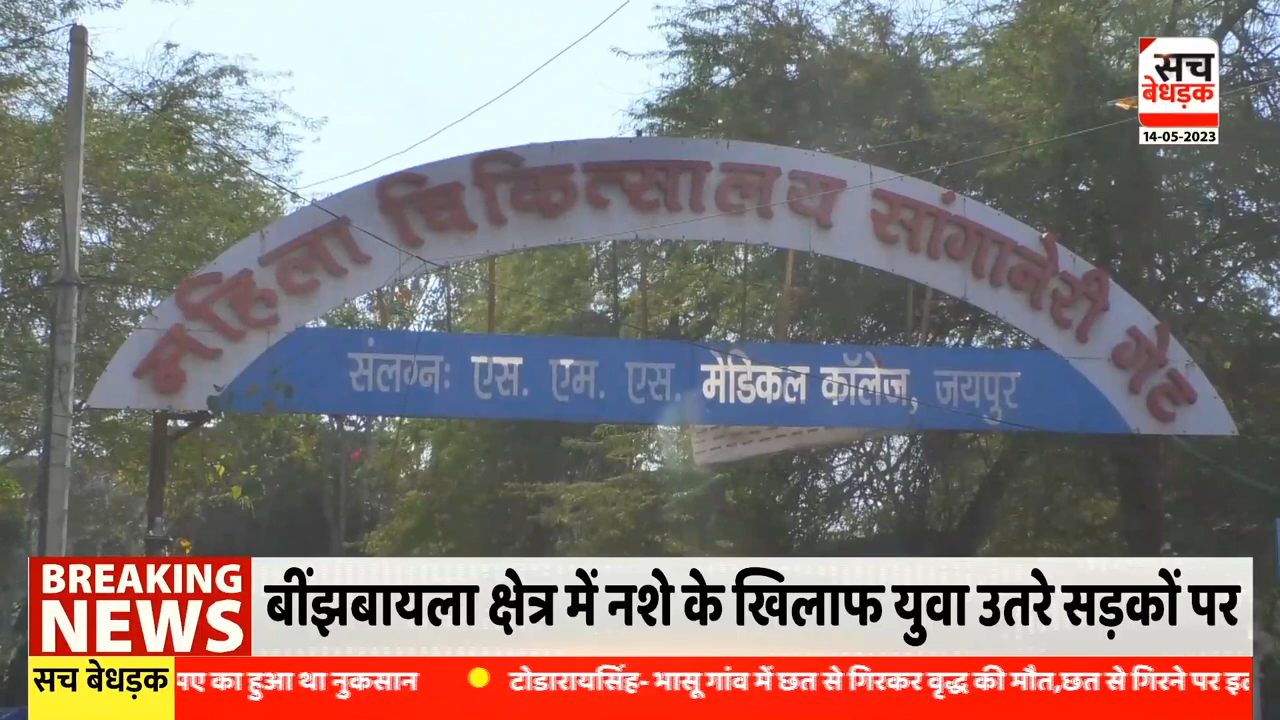 सच
बेधड़क
14-05-2023
महिला चिकित्सालय सांगानेरी गेट
संलग्नः एस. एम. एस. मेडिकल कॉलेज, जयपुर
BREAKING
NEWS
बींझबायला क्षेत्र में नशे के खिलाफ युवा उतरे सड़कों पर
सच बेधड़क
पए का हुआ था नुकसान
टोडारायसिंह- भासू गांव में छत से गिरकर वृद्ध की मौत,छत से गिरने पर